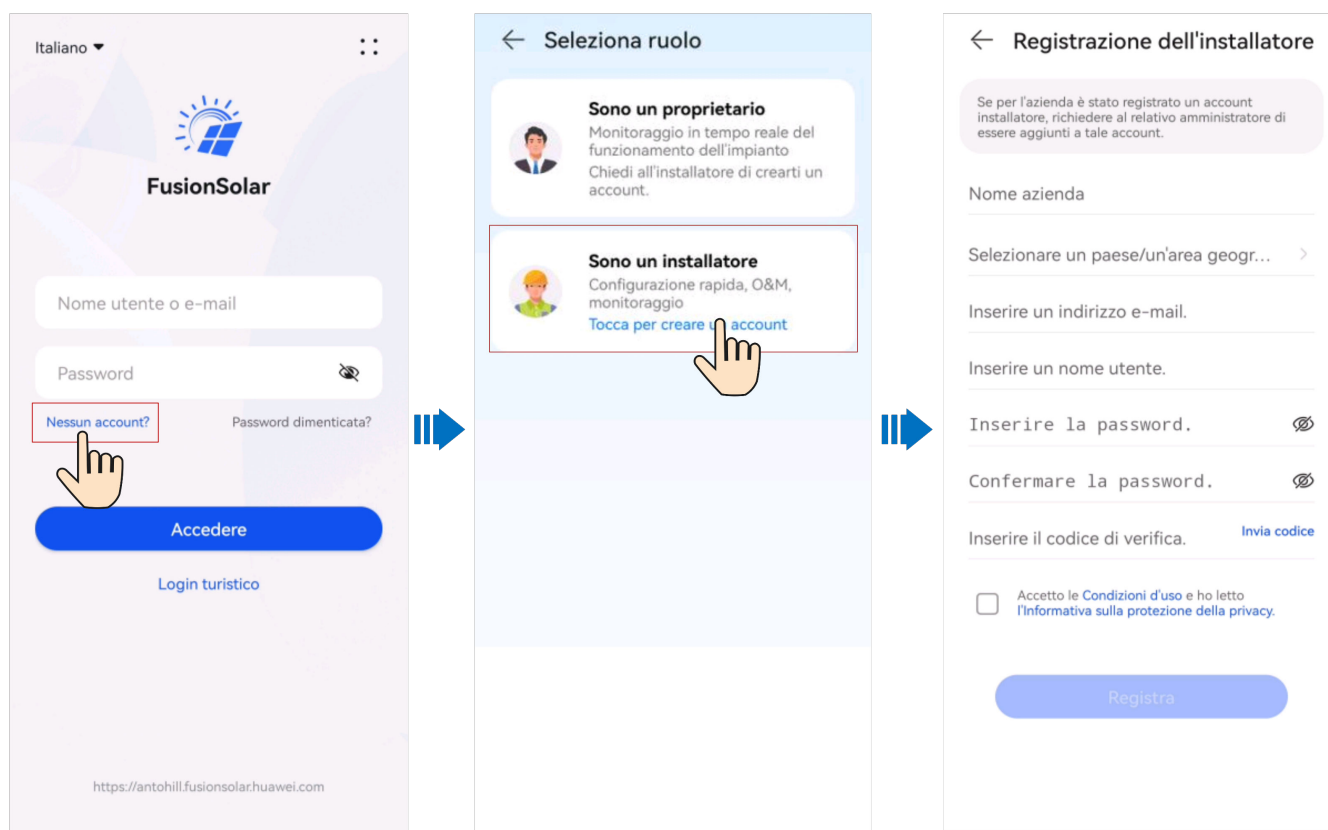 Italiano
FusionSolar
Nome utente o e-mail
Password
Nessun account?
Password dimenticata?
Accedere
Login turistico
https://antohill.fusionsolar.huawei.com
Seleziona ruolo
Sono un proprietario
Monitoraggio in tempo reale del
funzionamento dell'impianto
Chiedi all'installatore di crearti un
account.
Sono un installatore
Configurazione rapida, O&M,
monitoraggio
Tocca per creare un account
Registrazione dell'installatore
Se per l'azienda è stato registrato un account
installatore, richiedere al relativo amministratore di
essere aggiunti a tale account.
Nome azienda
Selezionare un paese/un'area geogr...
Inserire un indirizzo e-mail.
Inserire un nome utente.
Inserire la password.
Confermare la password.
Inserire il codice di verifica.
Invia codice
Accetto le Condizioni d'uso e ho letto
l'Informativa sulla protezione della privacy.
Registra